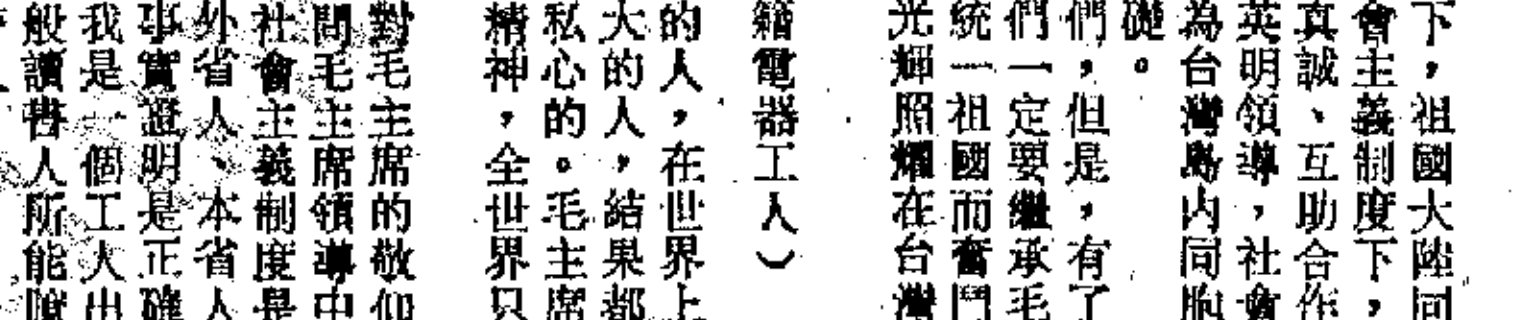 下，祖國大陸同
會主義制度下，
真誠、互助合作
英明領導，社會
為台灣島內同胞
礎。
們，但是，有了
們一定要繼承毛
統一祖國而奮鬥
光輝照耀在台灣
籍電器工人）
的人，在世界上
大的人，結果都
私心的。毛主席
精神，全世界只
對毛主席的敬仰
間毛主席領導中
社會主義制度是
外省人、本省人
事實證明是正確
我是一個工人出
般讀書人所能